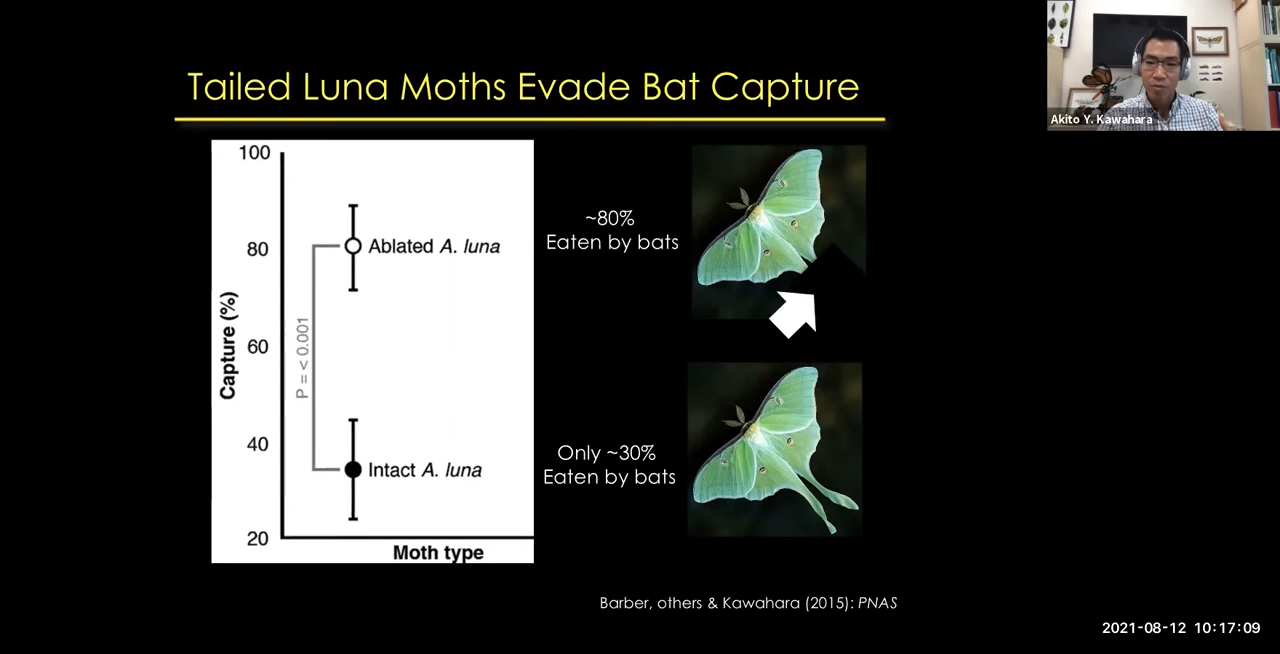 Tailed Luna Moths Evade Bat Capture
Akito Y. Kawahara
100
80
60
40
20
Capture (%)
P = < 0.001
Ablated A. luna
Intact A. luna
Moth type
~80%
Eaten by bats
Only ~30%
Eaten by bats
Barber, others & Kawahara (2015): PNAS
2021-08-12 10:17:09